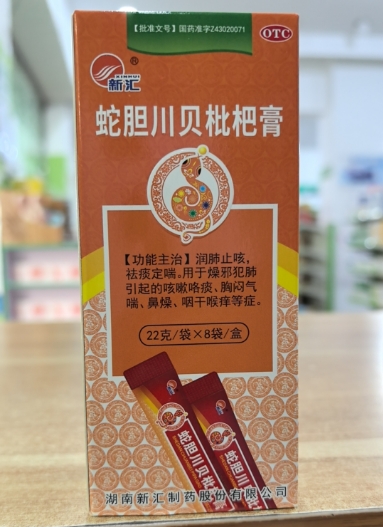 【批准文号】国药准字Z43020071
OTC
XINHUI
新汇
®
蛇胆川贝枇杷膏
【功能主治】润肺止咳，
祛痰定喘。用于燥邪犯肺
引起的咳嗽咯痰、胸闷气
喘、鼻燥、咽干喉痒等症。
22克/袋×8袋/盒
蛇胆川贝枇杷膏
蛇胆川贝枇杷膏
湖南新汇制药股份有限公司